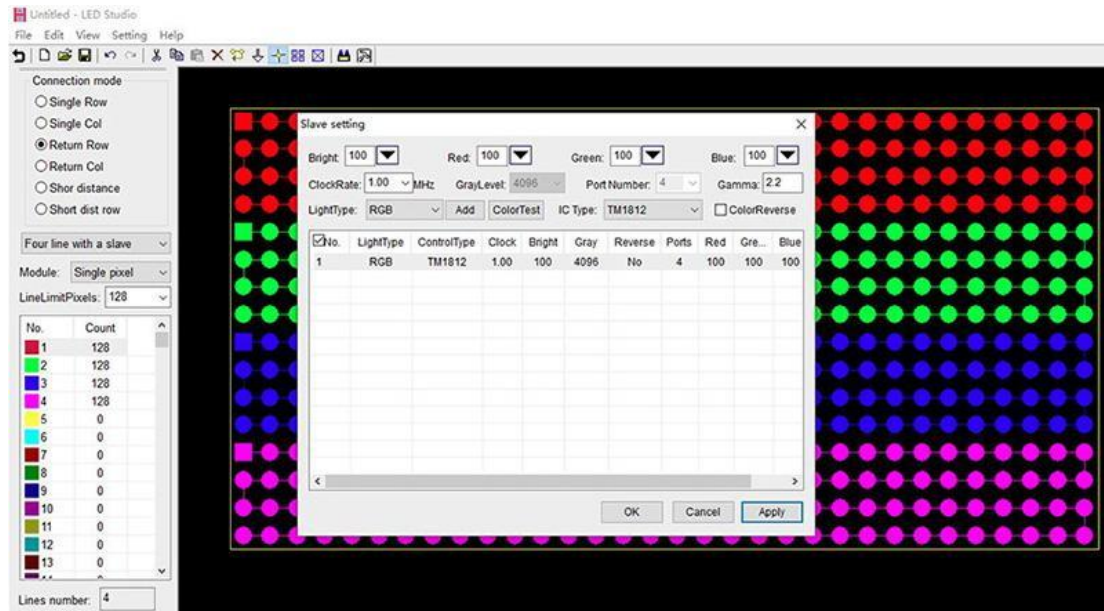 Untitled - LED Studio
File Edit View Setting Help
Connection mode
Single Row
Single Col
Return Row
Return Col
Shor distance
Short dist row
Four line with a slave
Module: Single pixel
LineLimitPixels: 128
No. Count
1 128
2 128
3 128
4 128
5 0
6 0
7 0
8 0
9 0
10 0
11 0
12 0
13 0
Lines number: 4
Slave setting
Bright: 100 Red: 100 Green: 100 Blue: 100
ClockRate: 1.00 MHz GrayLevel: 4096 Port Number: 4 Gamma: 2.2
LightType: RGB Add ColorTest IC Type: TM1812 ColorReverse
No. LightType ControlType Clock Bright Gray Reverse Ports Red Gre... Blue
1 RGB TM1812 1.00 100 4096 No 4 100 100 100
OK Cancel Apply